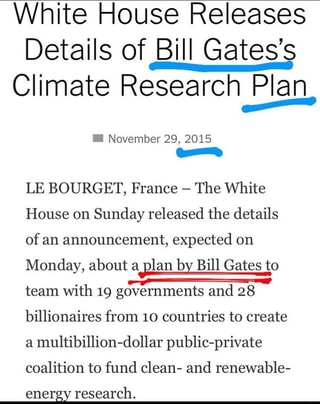 White House Releases
Details of Bill Gates's
Climate Research Plan
November 29, 2015
LE BOURGET, France – The White
House on Sunday released the details
of an announcement, expected on
Monday, about a plan by Bill Gates to
team with 19 governments and 28
billionaires from 10 countries to create
a multibillion-dollar public-private
coalition to fund clean- and renewable-
energy research.